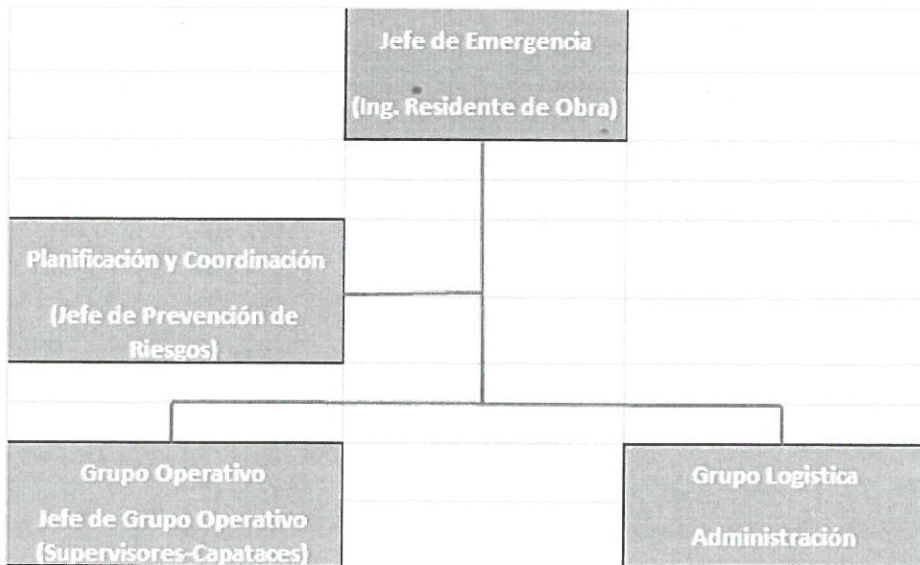 Jefe de Emergencia
(Ing. Residente de Obra)
Planificación y Coordinación
(Jefe de Prevención de
Riesgos)
Grupo Operativo
Jefe de Grupo Operativo
(Supervisores-Capataces)
Grupo Logistica
Administración